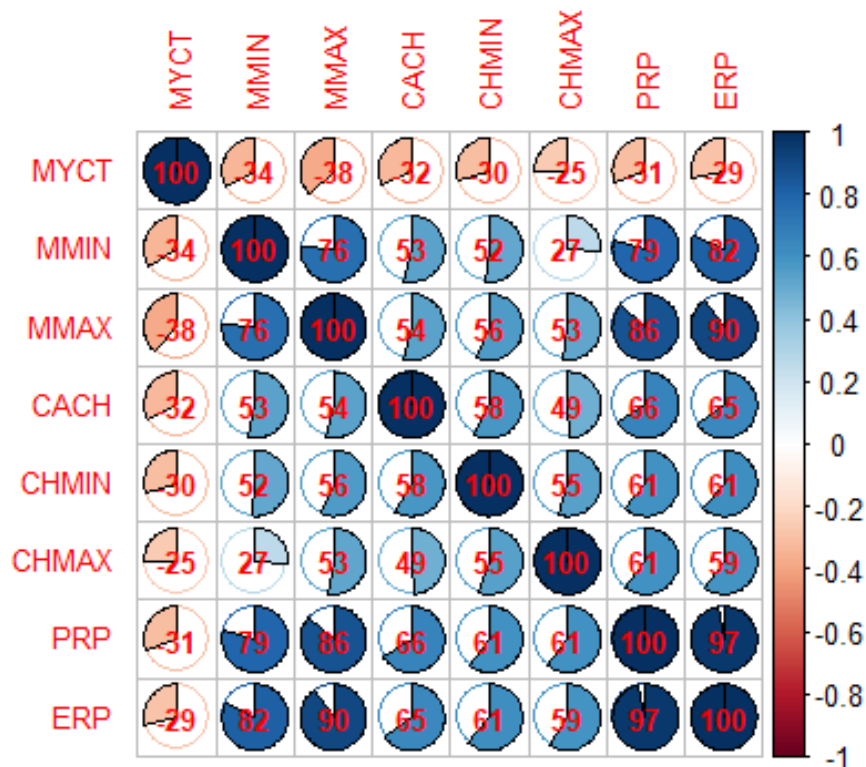 MYCT MMIN MMAX CACH CHMIN CHMAX PRP ERP
MYCT 100 -34 -38 -32 -30 -25 -31 -29
MMIN -34 100 76 53 52 27 79 82
MMAX -38 76 100 54 56 53 86 90
CACH -32 53 54 100 58 49 66 65
CHMIN -30 52 56 58 100 55 61 61
CHMAX -25 27 53 49 55 100 61 59
PRP -31 79 86 66 61 61 100 97
ERP -29 82 90 65 61 59 97 100
1
0.8
0.6
0.4
0.2
0
-0.2
-0.4
-0.6
-0.8
-1